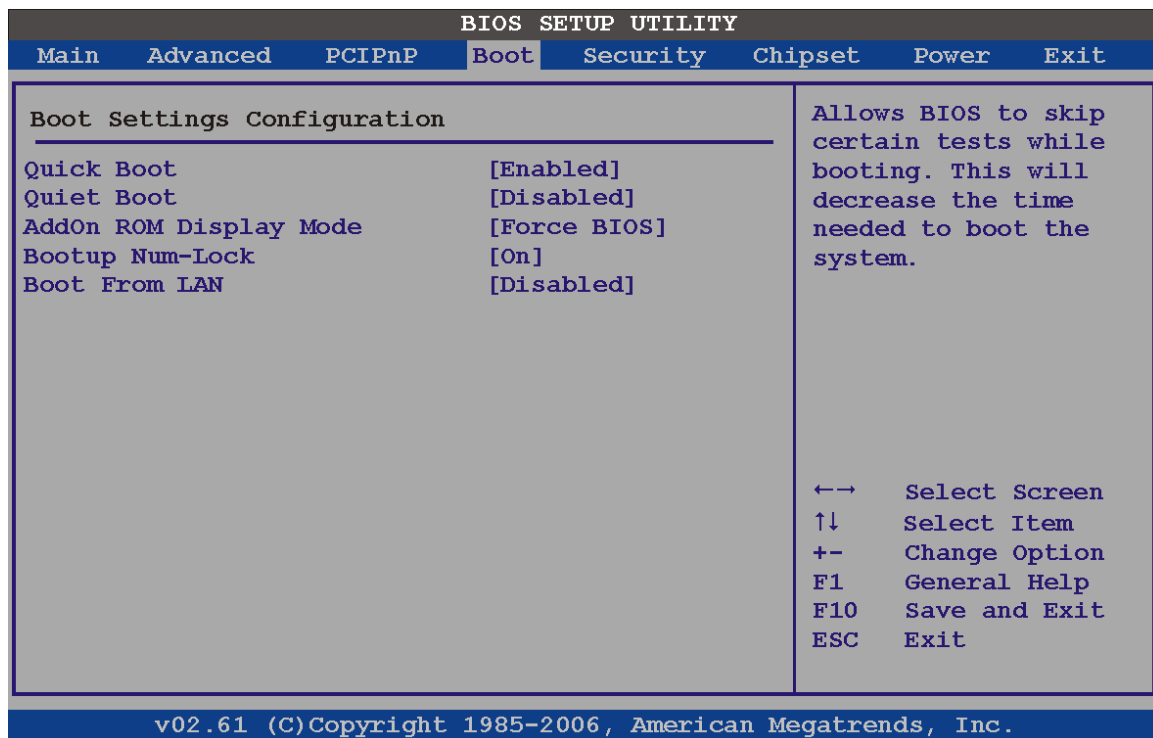 BIOS SETUP UTILITY
Main Advanced PCIPnP Boot Security Chipset Power Exit
Boot Settings Configuration
Quick Boot [Enabled]
Quiet Boot [Disabled]
AddOn ROM Display Mode [Force BIOS]
Bootup Num-Lock [On]
Boot From LAN [Disabled]
Allows BIOS to skip
certain tests while
booting. This will
decrease the time
needed to boot the
system.
←→ Select Screen
↑↓ Select Item
+- Change Option
F1 General Help
F10 Save and Exit
ESC Exit
v02.61 (C)Copyright 1985-2006, American Megatrends, Inc.